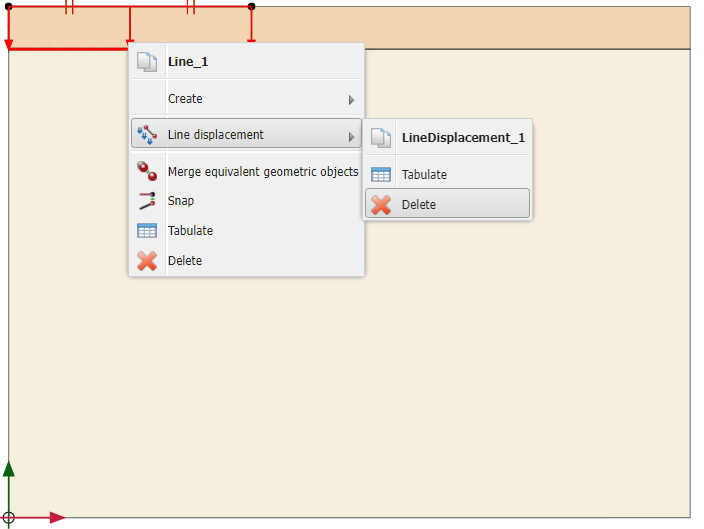 Line_1
Create
Line displacement
Merge equivalent geometric objects
Snap
Tabulate
Delete
LineDisplacement_1
Tabulate
Delete